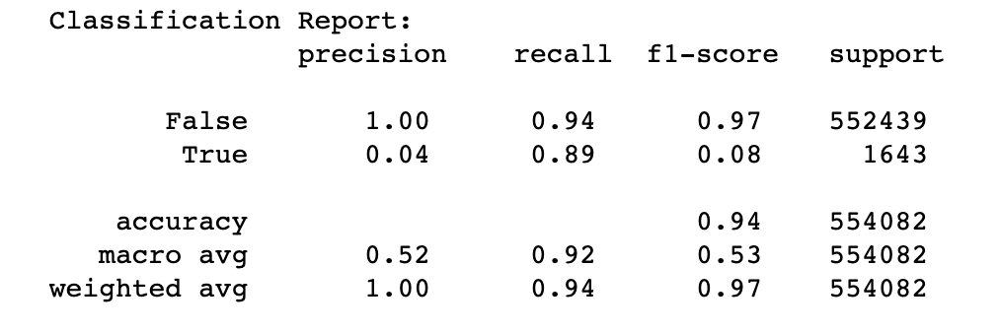 Classification Report:
precision recall f1-score support
False 1.00 0.94 0.97 552439
True 0.04 0.89 0.08 1643
accuracy 0.94 554082
macro avg 0.52 0.92 0.53 554082
weighted avg 1.00 0.94 0.97 554082